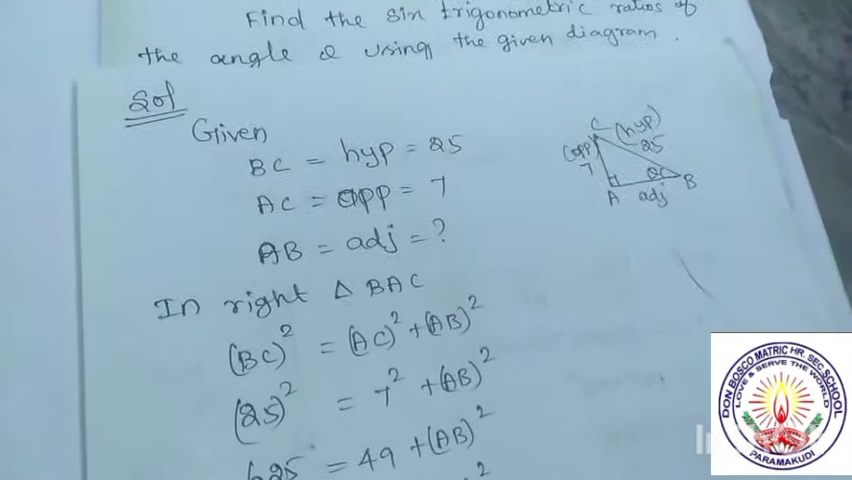 Find the six trigonometric ratios of
the angle θ using the given diagram.
Sol
Given
BC = hyp = 25
AC = opp = 7
AB = adj = ?
C (hyp)
(opp) 25
7 θ B
A adj
In right Δ BAC
(BC)² = (AC)² + (AB)²
(25)² = 7² + (AB)²
625 = 49 + (AB)²
DON BOSCO MATRIC HR. SEC. SCHOOL
LOVE & SERVE THE WORLD
PARAMAKUDI